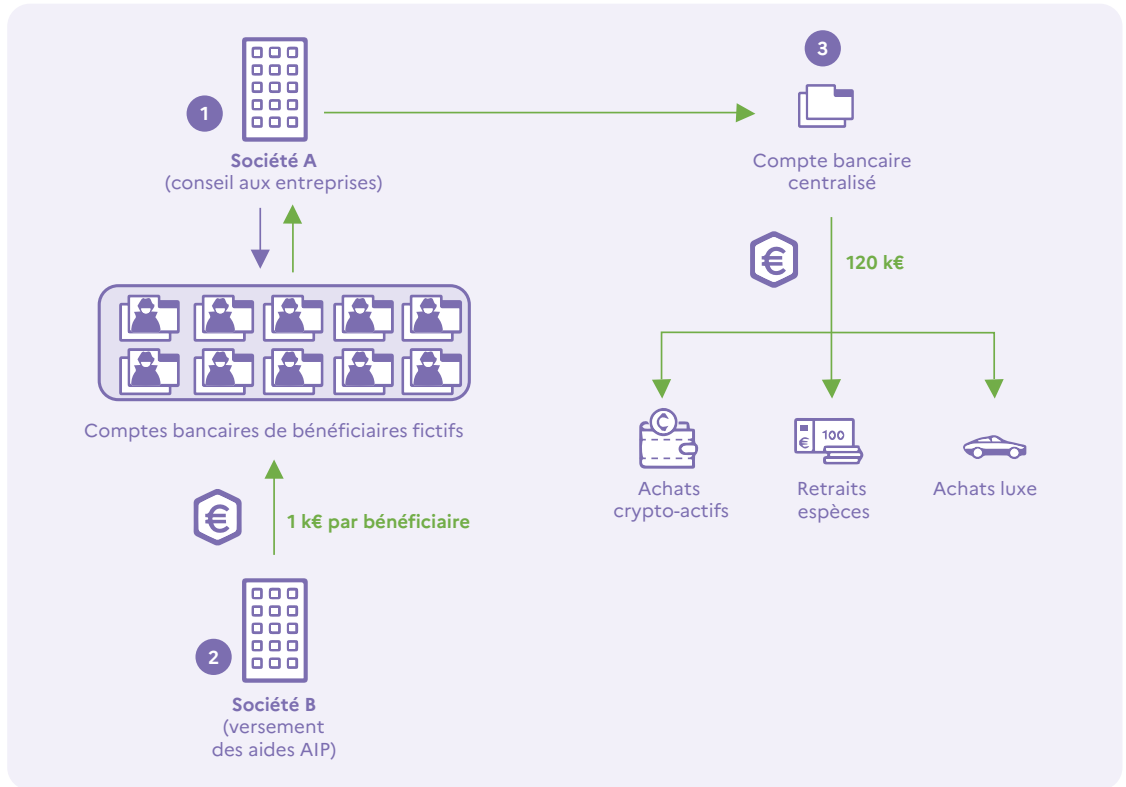 1
Société A
(conseil aux entreprises)
3
Compte bancaire
centralisé
€
120 k€
Comptes bancaires de bénéficiaires fictifs
€
1 k€ par bénéficiaire
2
Société B
(versement
des aides AIP)
Achats
crypto-actifs
€ 100
Retraits
espèces
Achats luxe